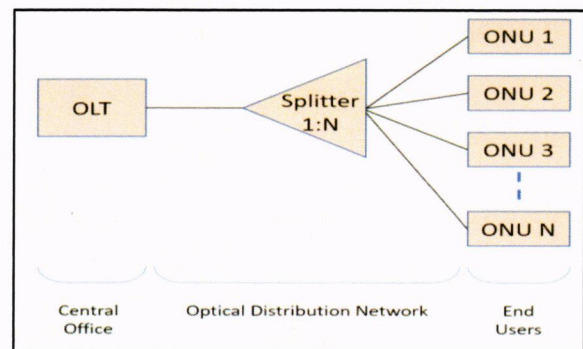 OLT
Splitter
1:N
ONU 1
ONU 2
ONU 3
ONU N
Central
Office
Optical Distribution Network
End
Users